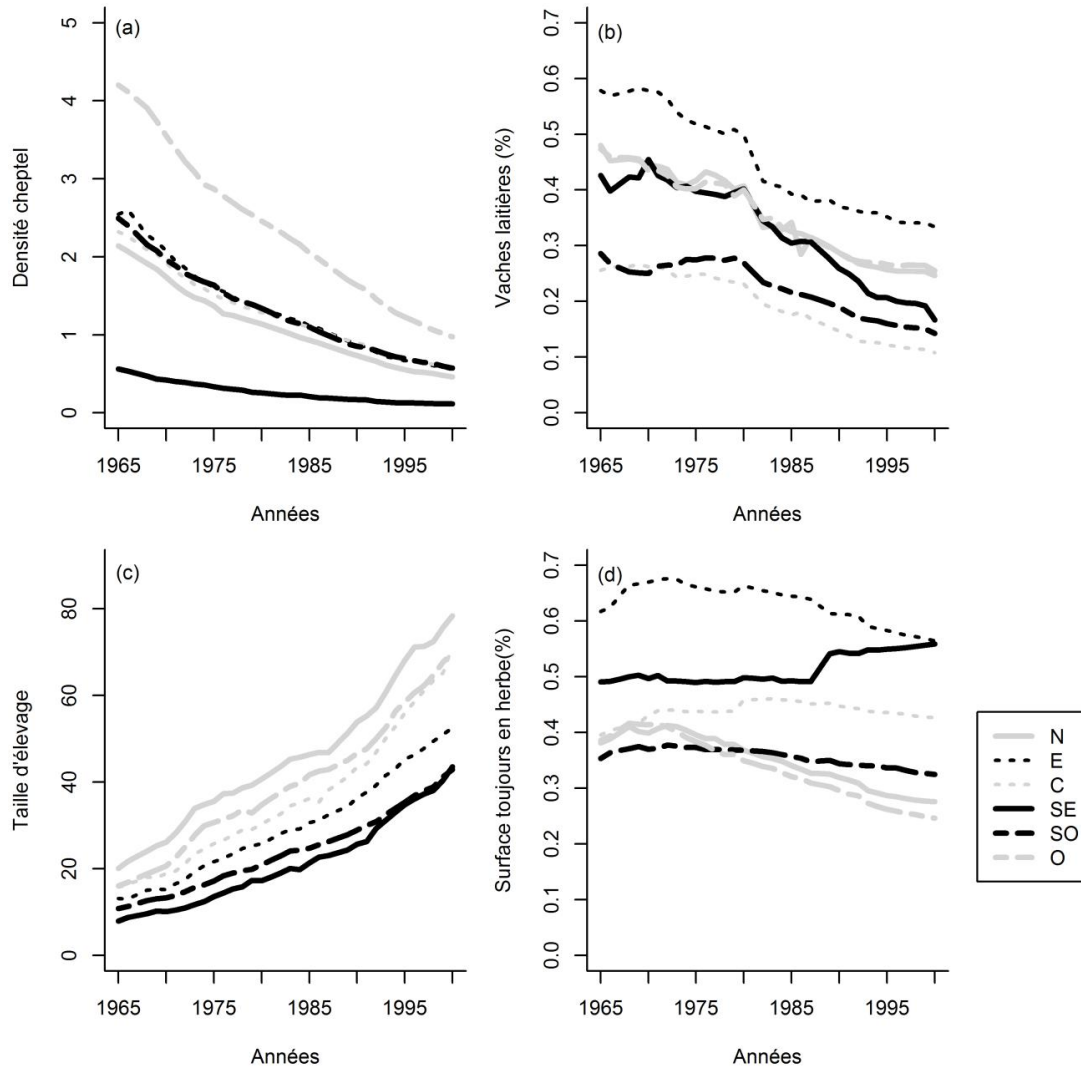 (a)
Densité cheptel
5
4
3
2
1
0
1965 1975 1985 1995
Années
(b)
Vaches laitières (%)
0.7
0.6
0.5
0.4
0.3
0.2
0.1
0.0
1965 1975 1985 1995
Années
(c)
Taille d'élevage
80
60
40
20
0
1965 1975 1985 1995
Années
(d)
Surface toujours en herbe(%)
0.7
0.6
0.5
0.4
0.3
0.2
0.1
0.0
1965 1975 1985 1995
Années
N
E
C
SE
SO
O